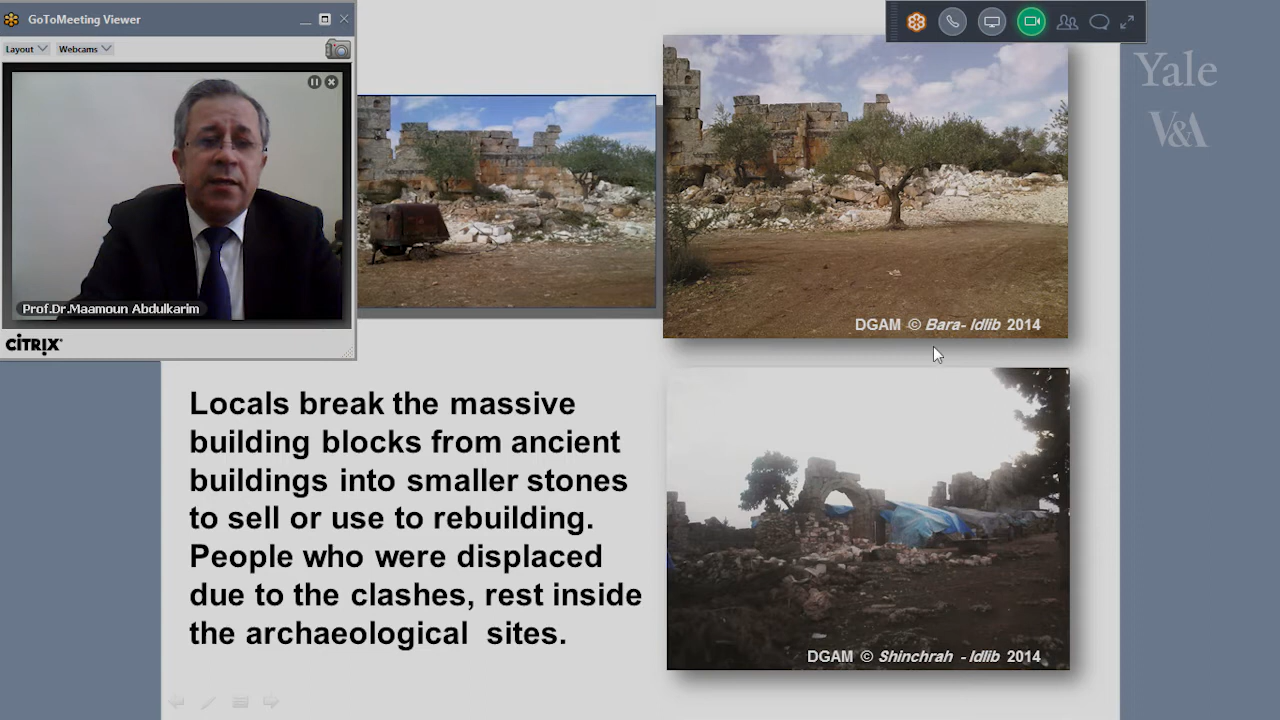 GoToMeeting Viewer
Layout
Webcams
Prof.Dr.Maamoun Abdulkarim
CİTRIX
Yale
V&A
DGAM © Bara- Idlib 2014
Locals break the massive
building blocks from ancient
buildings into smaller stones
to sell or use to rebuilding.
People who were displaced
due to the clashes, rest inside
the archaeological sites.
DGAM © Shinchrah - Idlib 2014